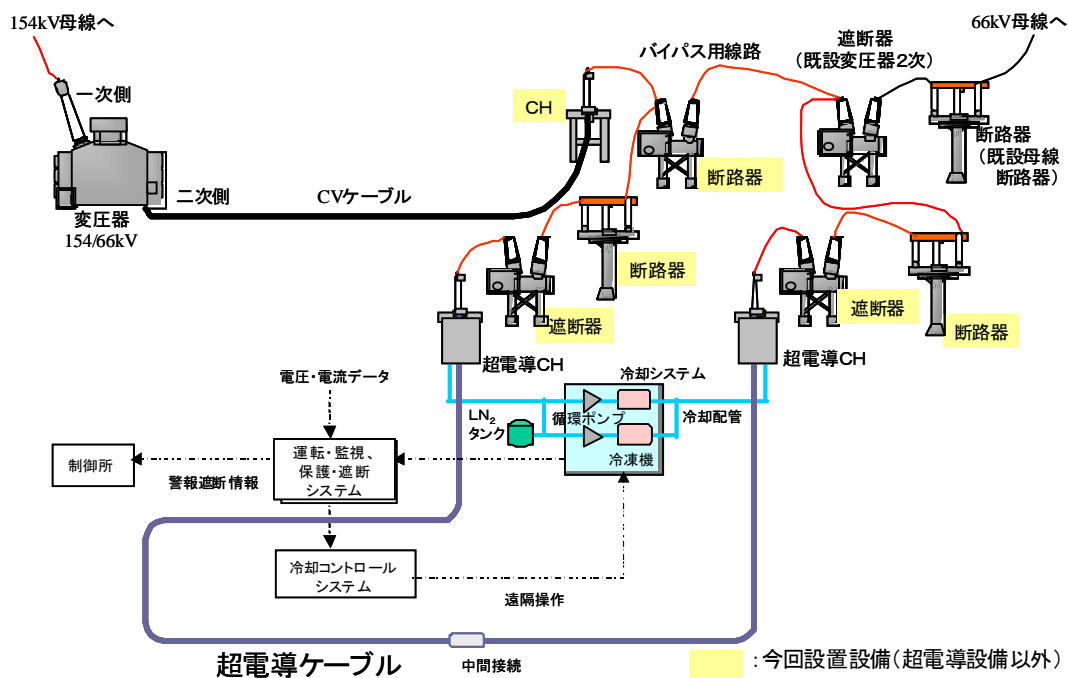 154kV母線へ
一次側
変圧器
154/66kV
二次側
CVケーブル
CH
バイパス用線路
断路器
遮断器
(既設変圧器2次)
66kV母線へ
断路器
(既設母線
断路器)
断路器
遮断器
超電導CH
遮断器
断路器
超電導CH
電圧・電流データ
冷却システム
LN₂
タンク
循環ポンプ
冷却配管
冷凍機
制御所
運転・監視、
保護・遮断
システム
警報遮断情報
冷却コントロール
システム
遠隔操作
超電導ケーブル
中間接続
:今回設置設備(超電導設備以外)